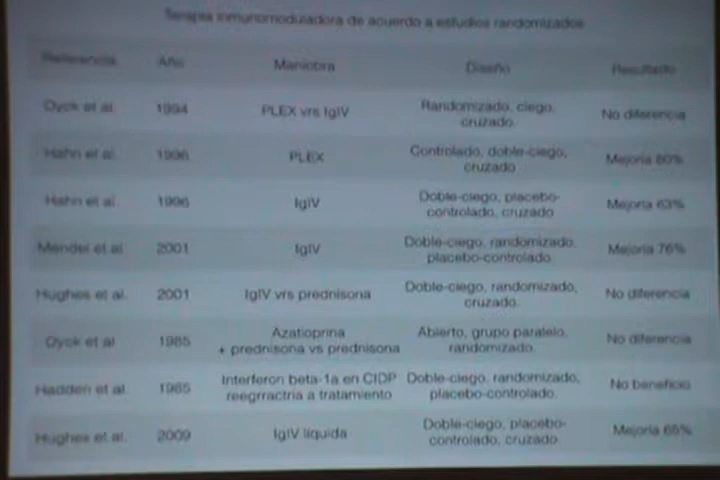 Terapia inmunomoduladora de acuerdo a estudios randomizados
Referencia Año Maniobra Diseño Resultado
Dyck et al. 1994 PLEX vrs IgIV Randomizado, ciego, cruzado. No diferencia
Hahn et al. 1996 PLEX Controlado, doble-ciego, cruzado Mejoría 80%
Hahn et al. 1996 IgIV Doble-ciego, placebo-controlado, cruzado Mejoría 63%
Mendel et al. 2001 IgIV Doble-ciego, randomizado, placebo-controlado. Mejoría 76%
Hughes et al. 2001 IgIV vrs prednisona Doble-ciego, randomizado, cruzado. No diferencia
Dyck et al. 1985 Azatioprina + prednisona vs prednisona Abierto, grupo paralelo, randomizado. No diferencia
Hadden et al. 1985 Interferon beta-1a en CIDP reegrractria a tratamiento Doble-ciego, randomizado, placebo-controlado. No beneficio
Hughes et al. 2009 IgIV líquida Doble-ciego, placebo-controlado, cruzado. Mejoría 65%